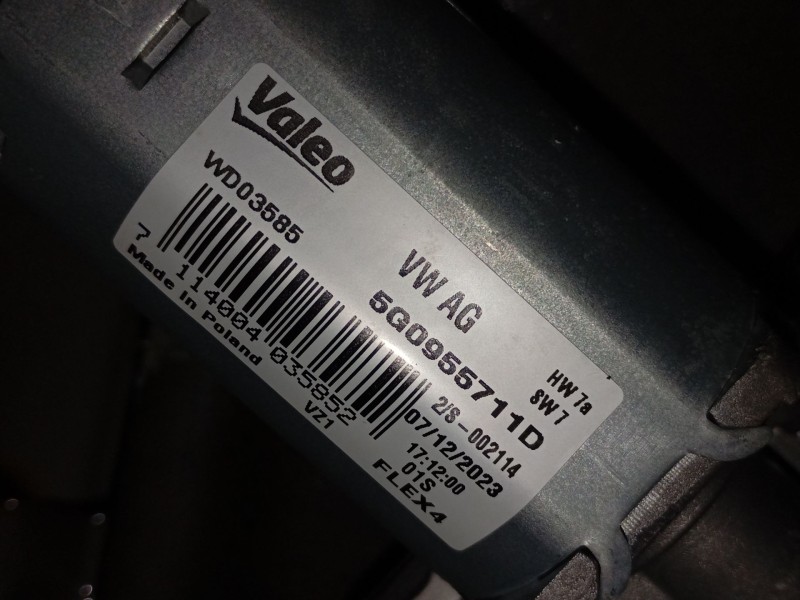 Valeo
WD03585
7 114004 035852
Made in Poland
VZ1
VW AG
5G0955711D
HW 7a
SW 7
2/S-002114
07/12/2023
17:12:00
01S
FLEX4